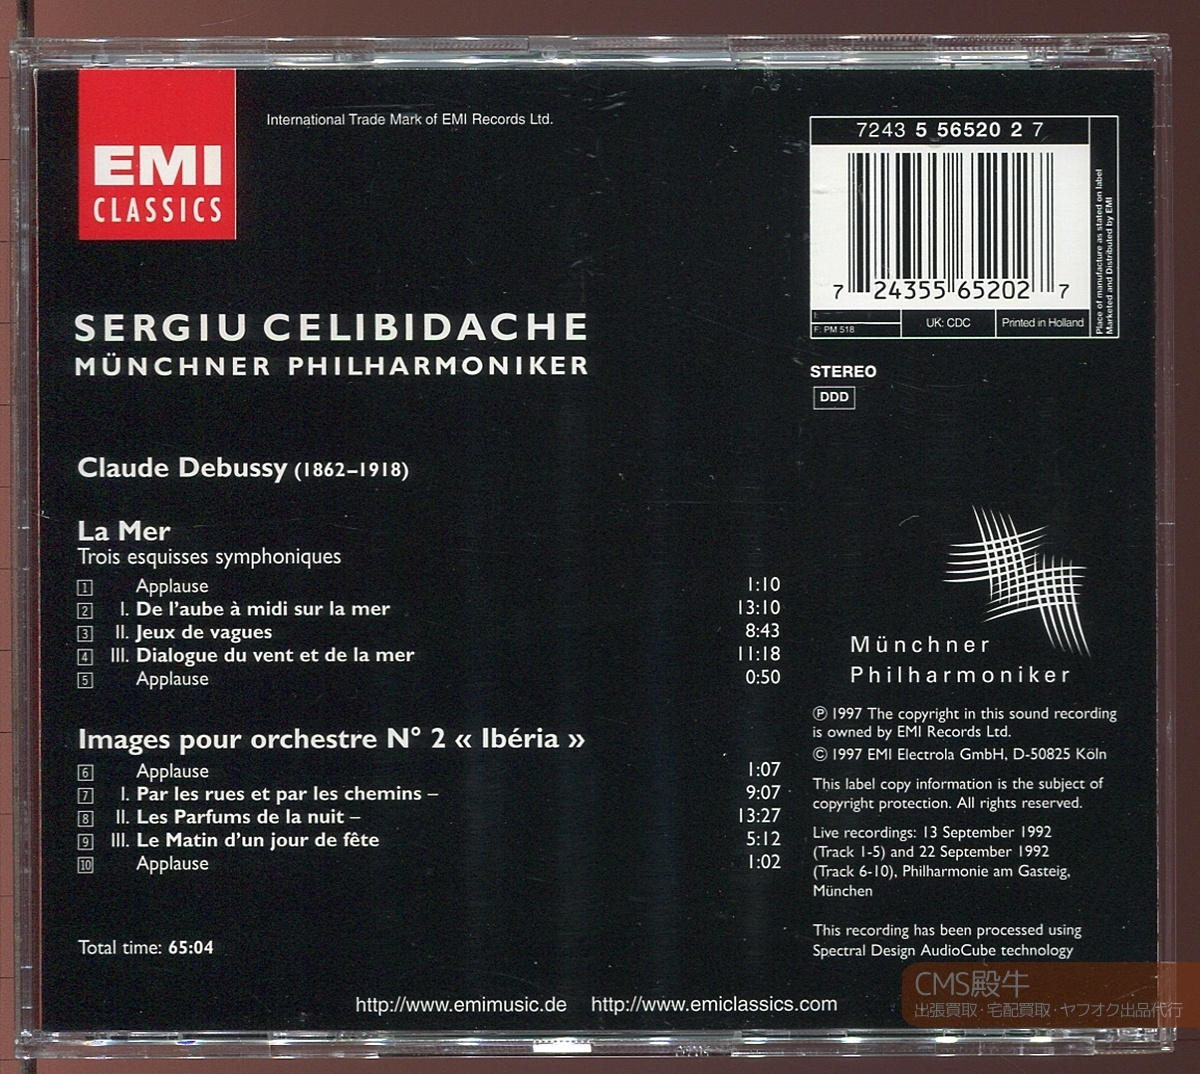 EMI
CLASSICS
International Trade Mark of EMI Records Ltd.
7243 5 56520 2 7
7 24355 65202 7
I:
F: PM 518
UK: CDC
Printed in Holland
Place of manufacture as stated on label
Marketed and Distributed by EMI
SERGIU CELIBIDACHE
MÜNCHNER PHILHARMONIKER
STEREO
DDD
Claude Debussy (1862–1918)
La Mer
Trois esquisses symphoniques
1 Applause 1:10
2 I. De l'aube à midi sur la mer 13:10
3 II. Jeux de vagues 8:43
4 III. Dialogue du vent et de la mer 11:18
5 Applause 0:50
Images pour orchestre N° 2 « Ibéria »
6 Applause 1:07
7 I. Par les rues et par les chemins – 9:07
8 II. Les Parfums de la nuit – 13:27
9 III. Le Matin d'un jour de fête 5:12
10 Applause 1:02
Total time: 65:04
Münchner
Philharmoniker
℗ 1997 The copyright in this sound recording
is owned by EMI Records Ltd.
© 1997 EMI Electrola GmbH, D-50825 Köln
This label copy information is the subject of
copyright protection. All rights reserved.
Live recordings: 13 September 1992
(Track 1-5) and 22 September 1992
(Track 6-10), Philharmonie am Gasteig,
München
This recording has been processed using
Spectral Design AudioCube technology
http://www.emimusic.de http://www.emiclassics.com
CMS殿牛
出張買取・宅配買取・ヤフオク出品代行